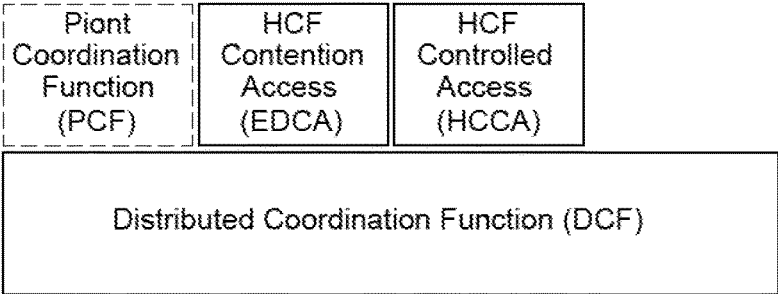 Piont
Coordination
Function
(PCF)
HCF
Contention
Access
(EDCA)
HCF
Controlled
Access
(HCCA)
Distributed Coordination Function (DCF)